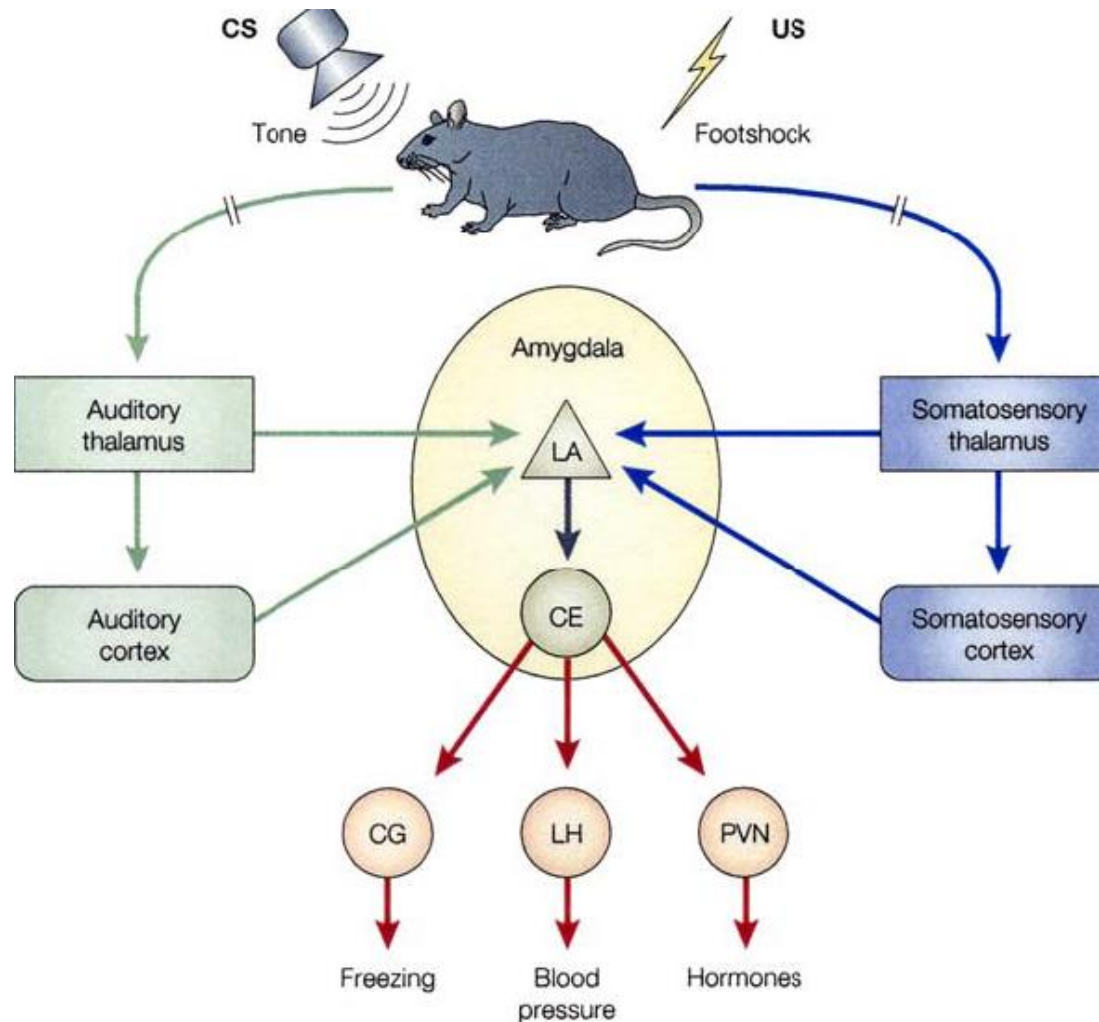 CS
US
Tone
Footshock
Amygdala
Auditory
thalamus
LA
Somatosensory
thalamus
Auditory
cortex
CE
Somatosensory
cortex
CG
LH
PVN
Freezing
Blood
pressure
Hormones